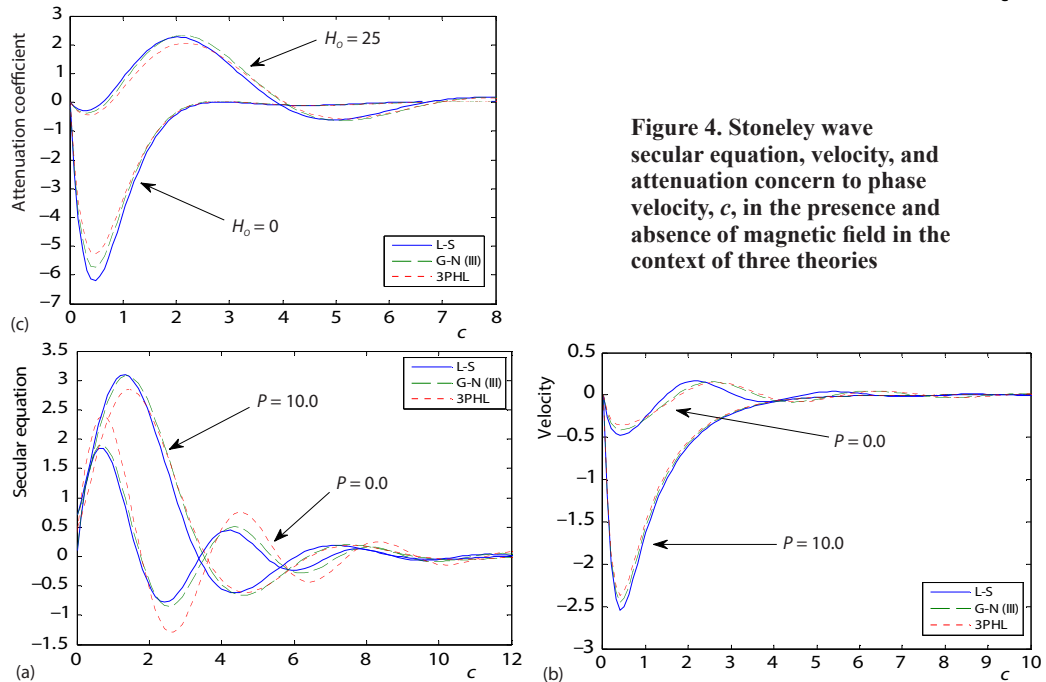 3
2
1
0
−1
−2
−3
−4
−5
−6
−7
Attenuation coefficient
Ho = 25
Ho = 0
L-S
G-N (III)
3PHL
0 1 2 3 4 5 6 7 8
c
(c)
Figure 4. Stoneley wave
secular equation, velocity, and
attenuation concern to phase
velocity, c, in the presence and
absence of magnetic field in the
context of three theories
3.5
3
2.5
2
1.5
1
0.5
0
−0.5
−1
−1.5
Secular equation
P = 10.0
P = 0.0
L-S
G-N (III)
3PHL
0 2 4 6 8 10 12
c
(a)
0.5
0
−0.5
−1
−1.5
−2
−2.5
−3
Velocity
P = 0.0
P = 10.0
L-S
G-N (III)
3PHL
0 1 2 3 4 5 6 7 8 9 10
c
(b)